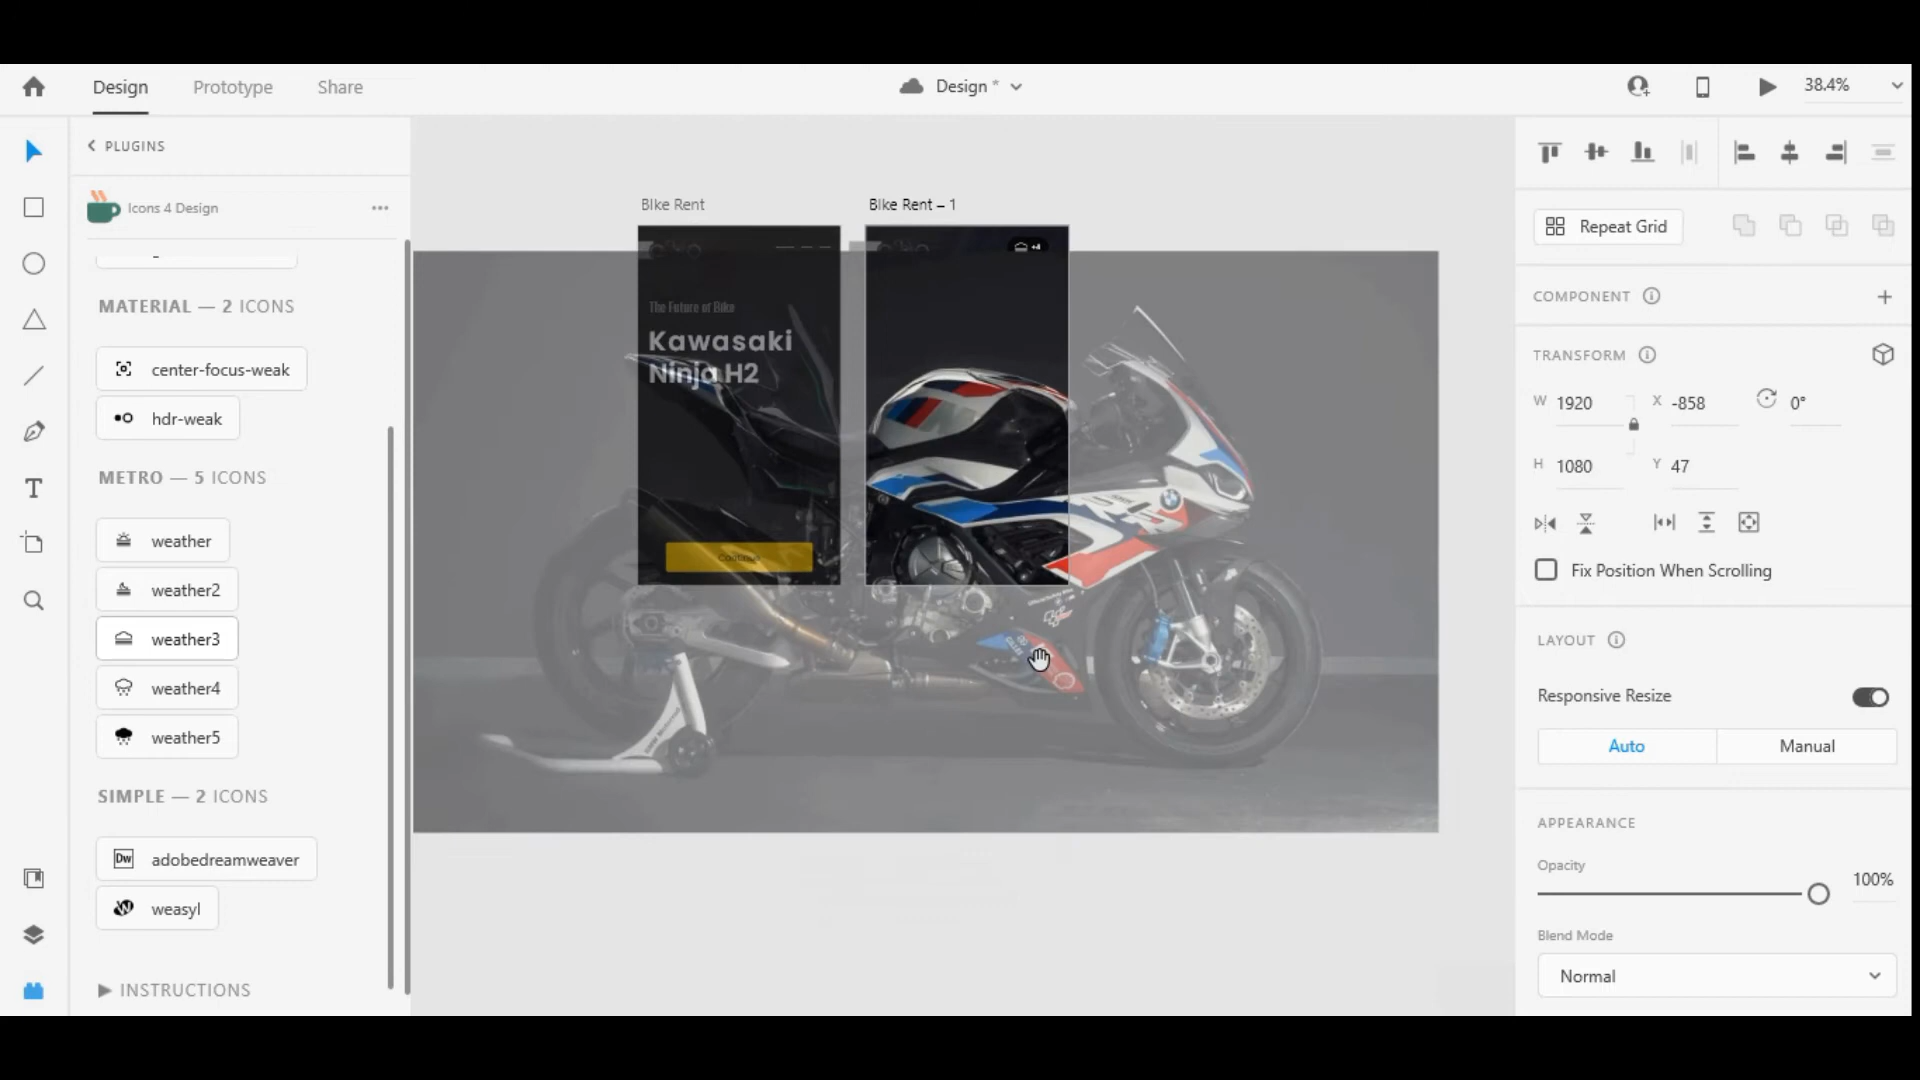 Design
Prototype
Share
Design *
38.4%
PLUGINS
Icons 4 Design
MATERIAL — 2 ICONS
center-focus-weak
hdr-weak
METRO — 5 ICONS
weather
weather2
weather3
weather4
weather5
SIMPLE — 2 ICONS
Dw adobedreamweaver
weasyl
INSTRUCTIONS
Bike Rent
Bike Rent – 1
+4
The Future of Bike
Kawasaki
Ninja H2
Continue
Repeat Grid
COMPONENT
TRANSFORM
W 1920
X -858
0°
H 1080
Y 47
Fix Position When Scrolling
LAYOUT
Responsive Resize
Auto
Manual
APPEARANCE
Opacity
100%
Blend Mode
Normal